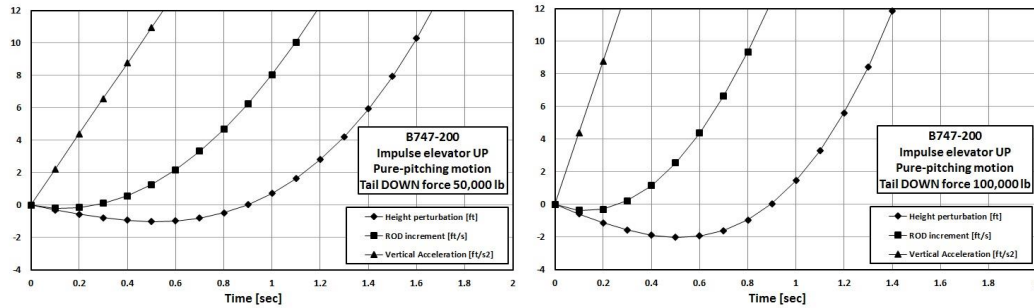 12
10
8
6
4
2
0
-2
-4
0 0.2 0.4 0.6 0.8 1 1.2 1.4 1.6 1.8 2
Time [sec]
B747-200
Impulse elevator UP
Pure-pitching motion
Tail DOWN force 50,000 lb
Height perturbation [ft]
ROD increment [ft/s]
Vertical Acceleration [ft/s2]
12
10
8
6
4
2
0
-2
-4
0 0.2 0.4 0.6 0.8 1 1.2 1.4 1.6 1.8
Time [sec]
B747-200
Impulse elevator UP
Pure-pitching motion
Tail DOWN force 100,000 lb
Height perturbation [ft]
ROD increment [ft/s]
Vertical Acceleration [ft/s2]